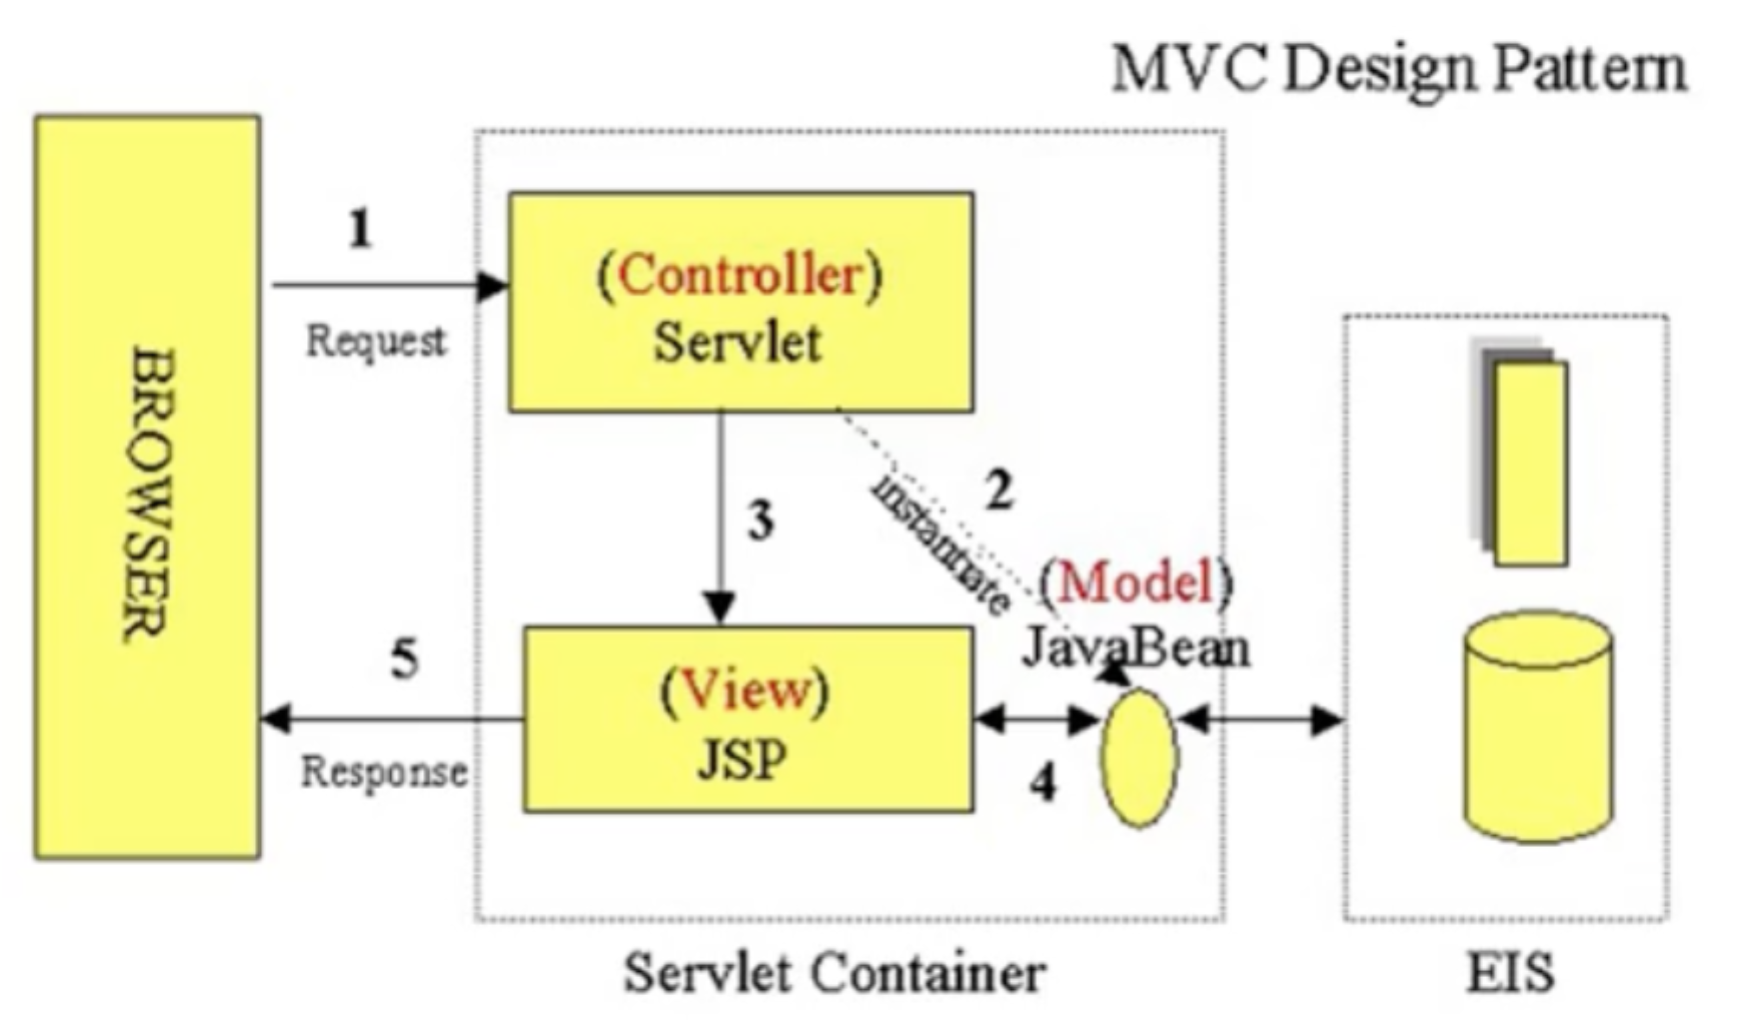 MVC Design Pattern
BROWSER
1
Request
(Controller)
Servlet
2
instantiate
3
(Model)
JavaBean
(View)
JSP
4
5
Response
Servlet Container
EIS